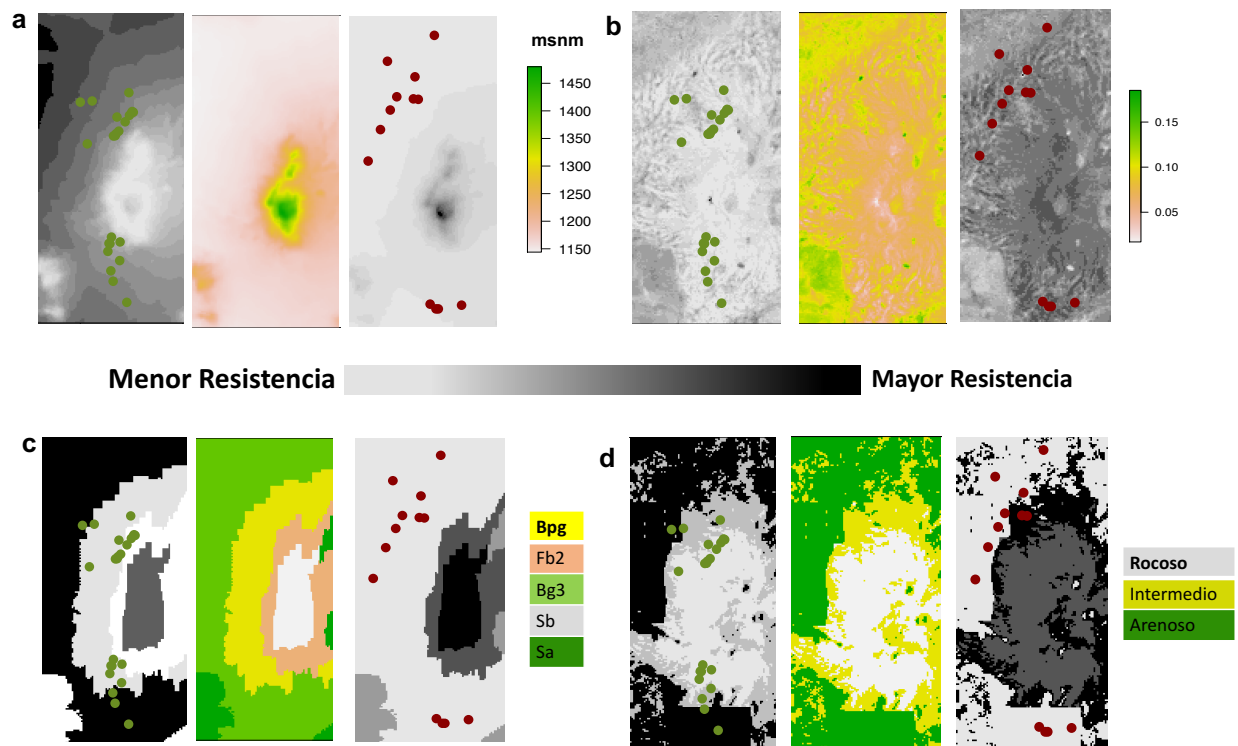 a
msnm
1450
1400
1350
1300
1250
1200
1150
b
0.15
0.10
0.05
Menor Resistencia
Mayor Resistencia
c
Bpg
Fb2
Bg3
Sb
Sa
d
Rocoso
Intermedio
Arenoso